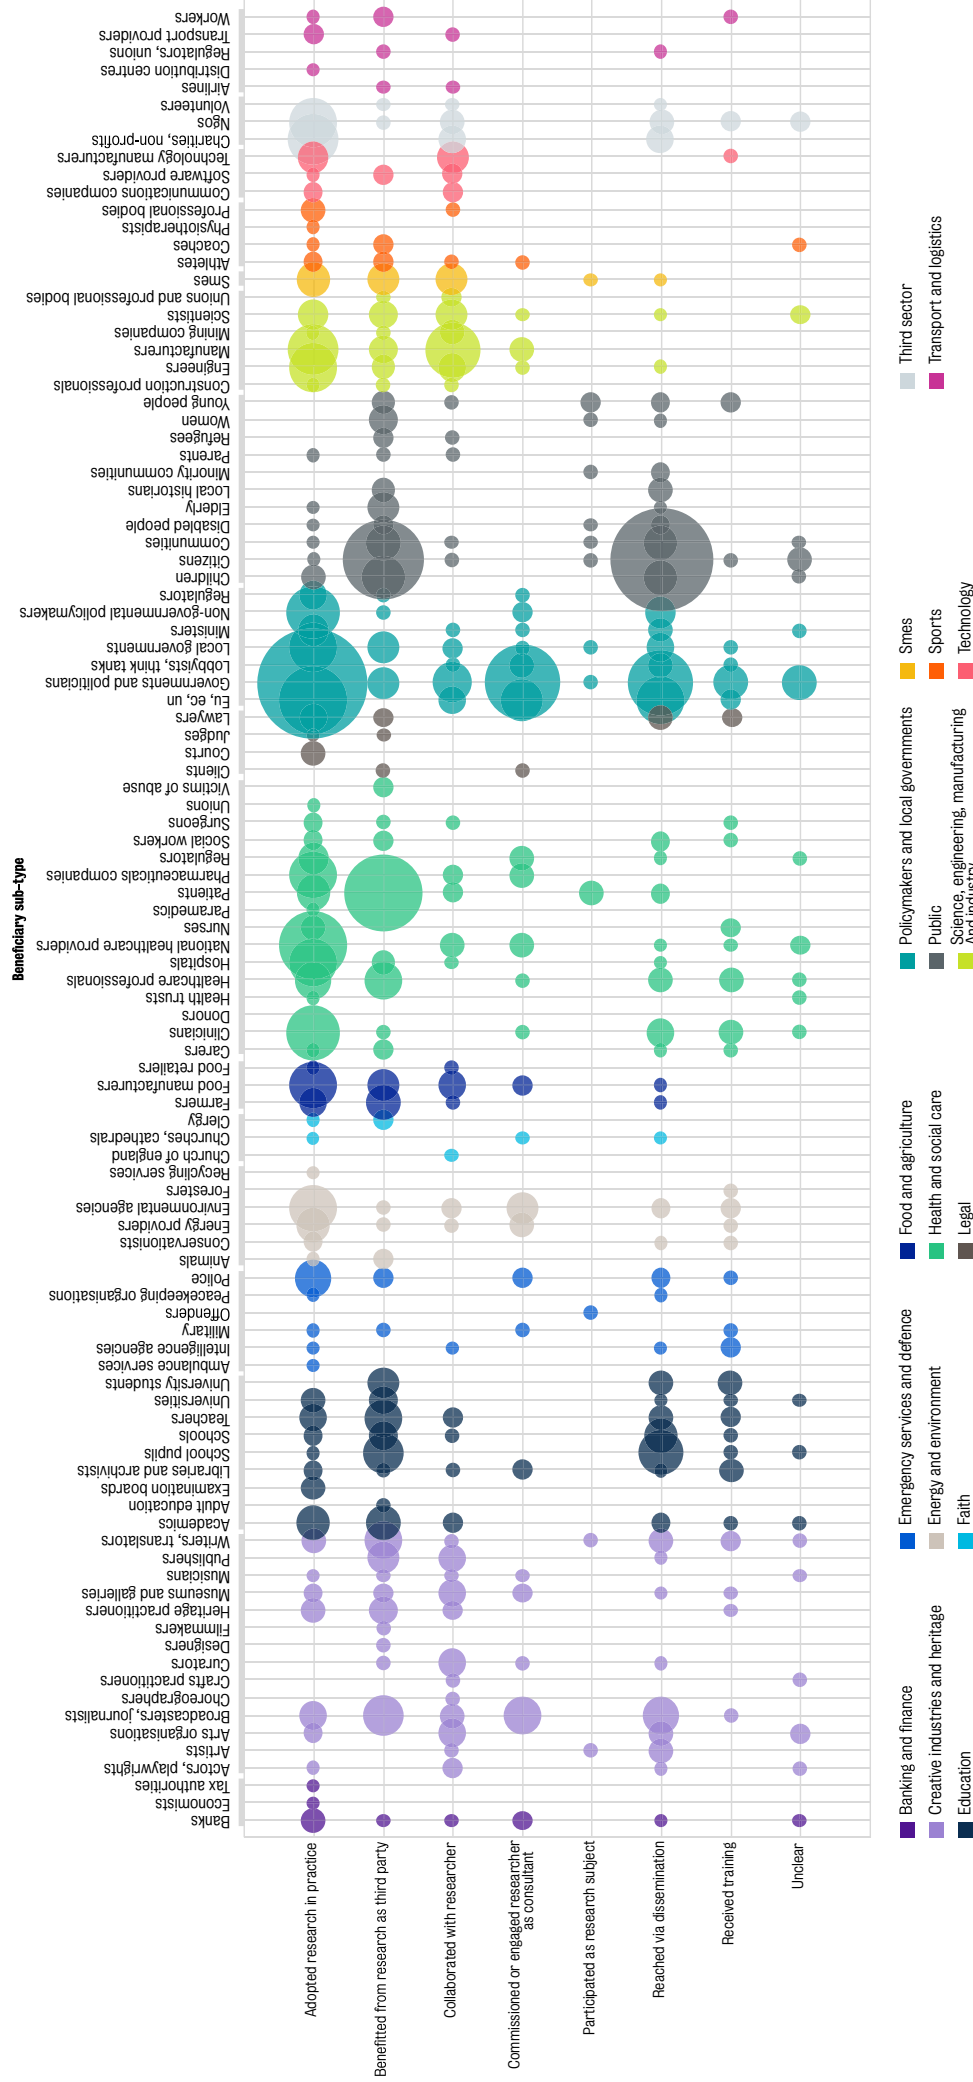 Beneficiary sub-type
Workers
Transport providers
Regulators, unions
Distribution centres
Airlines
Volunteers
Ngos
Charities, non-profits
Technology manufacturers
Software providers
Communications companies
Professional bodies
Physiotherapists
Coaches
Athletes
Smes
Unions and professional bodies
Scientists
Mining companies
Manufacturers
Engineers
Construction professionals
Young people
Women
Refugees
Parents
Minority communities
Local historians
Elderly
Disabled people
Communities
Citizens
Children
Regulators
Non-governmental policymakers
Ministers
Local governments
Lobbyists, think tanks
Governments and politicians
Eu, ec, un
Lawyers
Judges
Courts
Clients
Victims of abuse
Unions
Surgeons
Social workers
Regulators
Pharmaceuticals companies
Patients
Paramedics
Nurses
National healthcare providers
Hospitals
Healthcare professionals
Health trusts
Donors
Clinicians
Carers
Food retailers
Food manufacturers
Farmers
Clergy
Churches, cathedrals
Church of england
Recycling services
Foresters
Environmental agencies
Energy providers
Conservationists
Animals
Police
Peacekeeping organisations
Offenders
Military
Intelligence agencies
Ambulance services
University students
Universities
Teachers
Schools
School pupils
Libraries and archivists
Examination boards
Adult education
Academics
Writers, translators
Publishers
Musicians
Museums and galleries
Heritage practitioners
Filmmakers
Designers
Curators
Crafts practitioners
Choreographers
Broadcasters, journalists
Arts organisations
Artists
Actors, playwrights
Tax authorities
Economists
Banks
Adopted research in practice
Benefitted from research as third party
Collaborated with researcher
Commissioned or engaged researcher
as consultant
Participated as research subject
Reached via dissemination
Received training
Unclear
Banking and finance
Creative industries and heritage
Education
Emergency services and defence
Energy and environment
Faith
Food and agriculture
Health and social care
Legal
Policymakers and local governments
Public
Science, engineering, manufacturing
And industry
Smes
Sports
Technology
Third sector
Transport and logistics